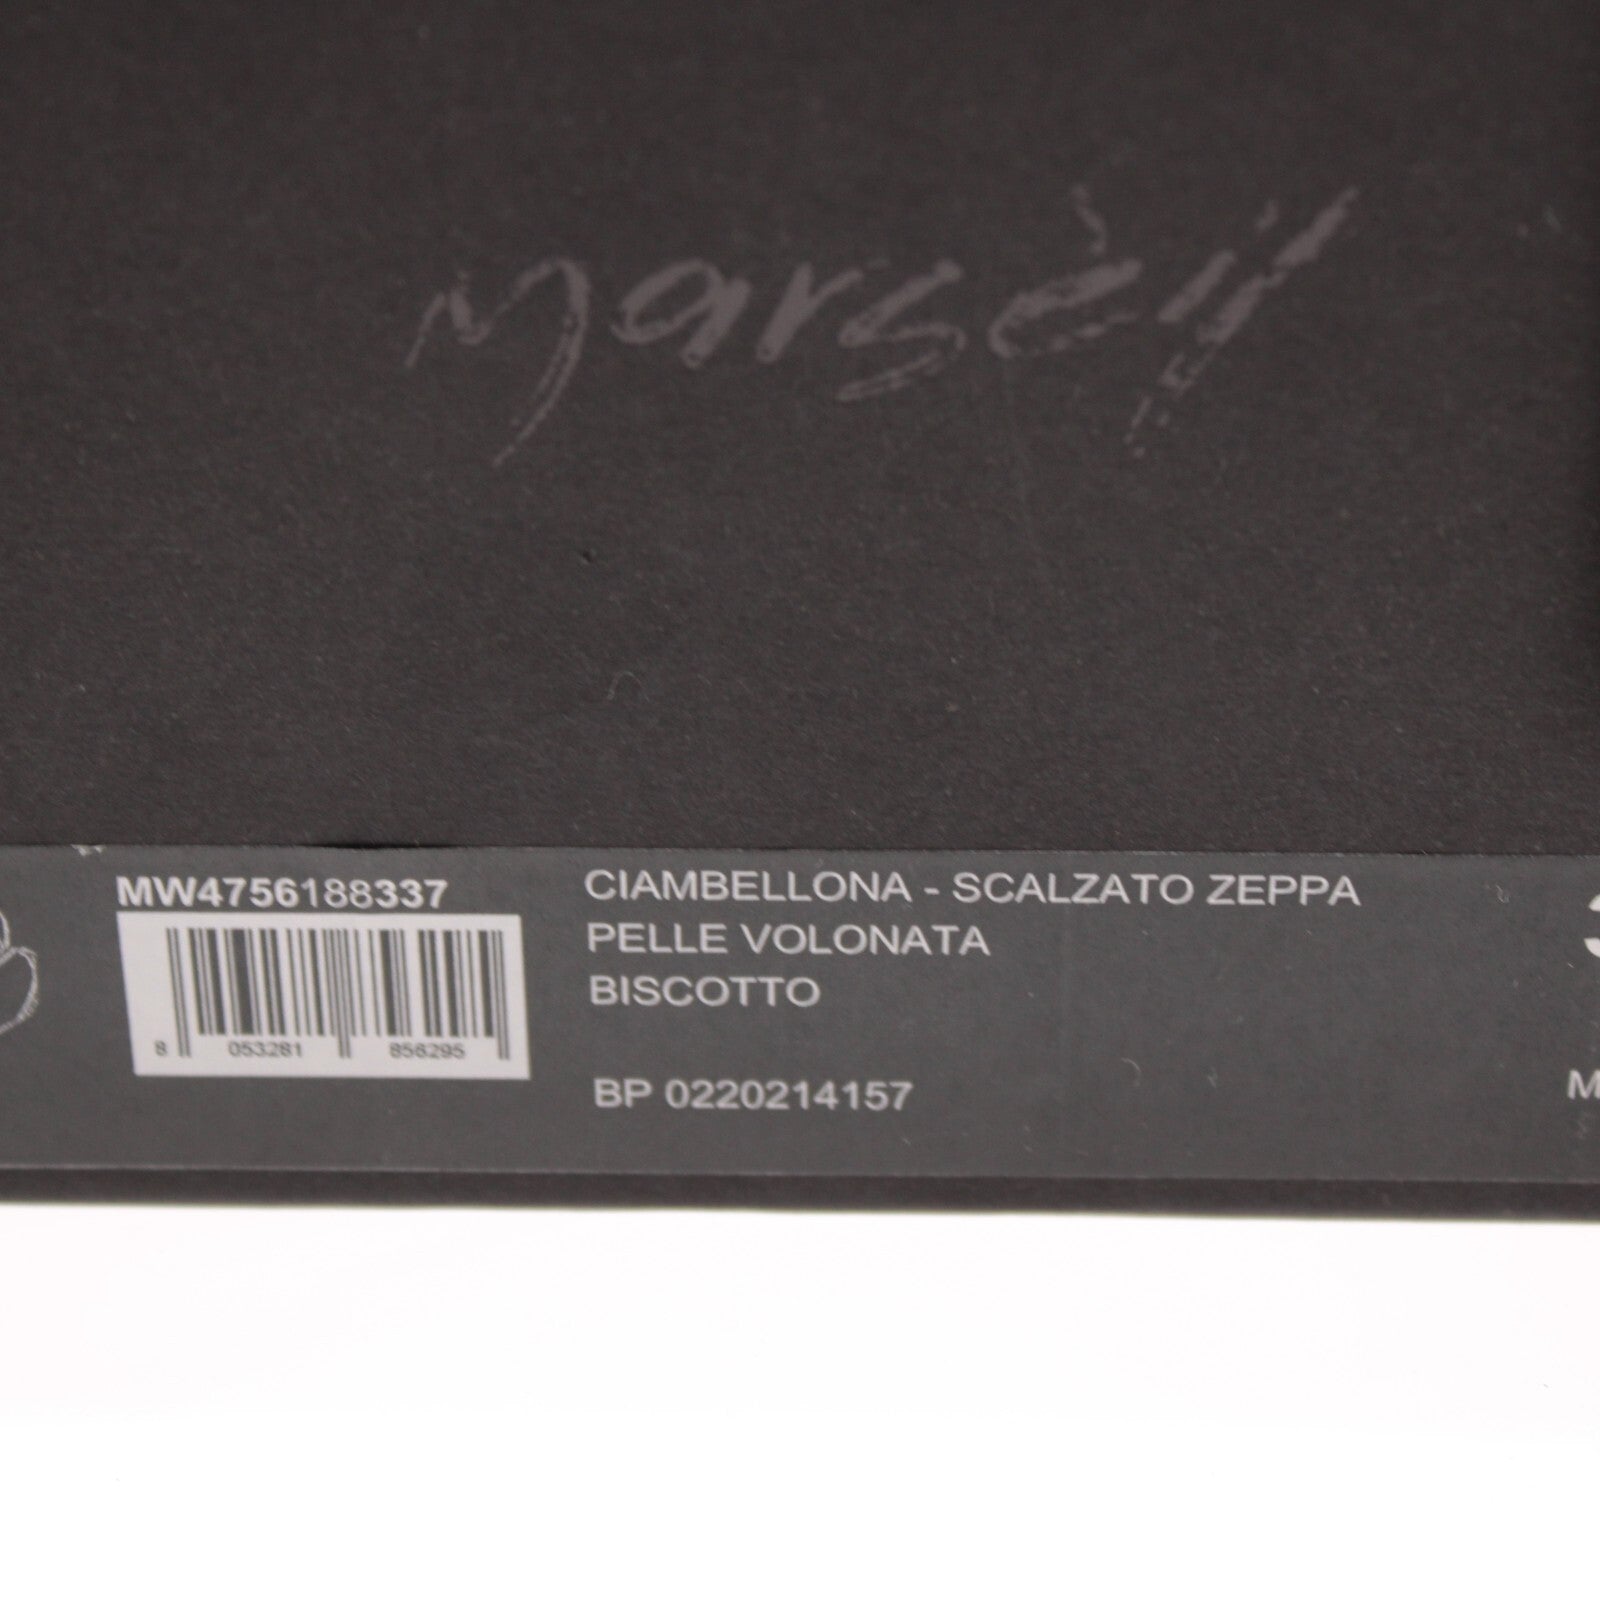 Marsèll
MW4756188337
CIAMBELLONA - SCALZATO ZEPPA
PELLE VOLONATA
BISCOTTO
8 053281 856295
BP 0220214157
M